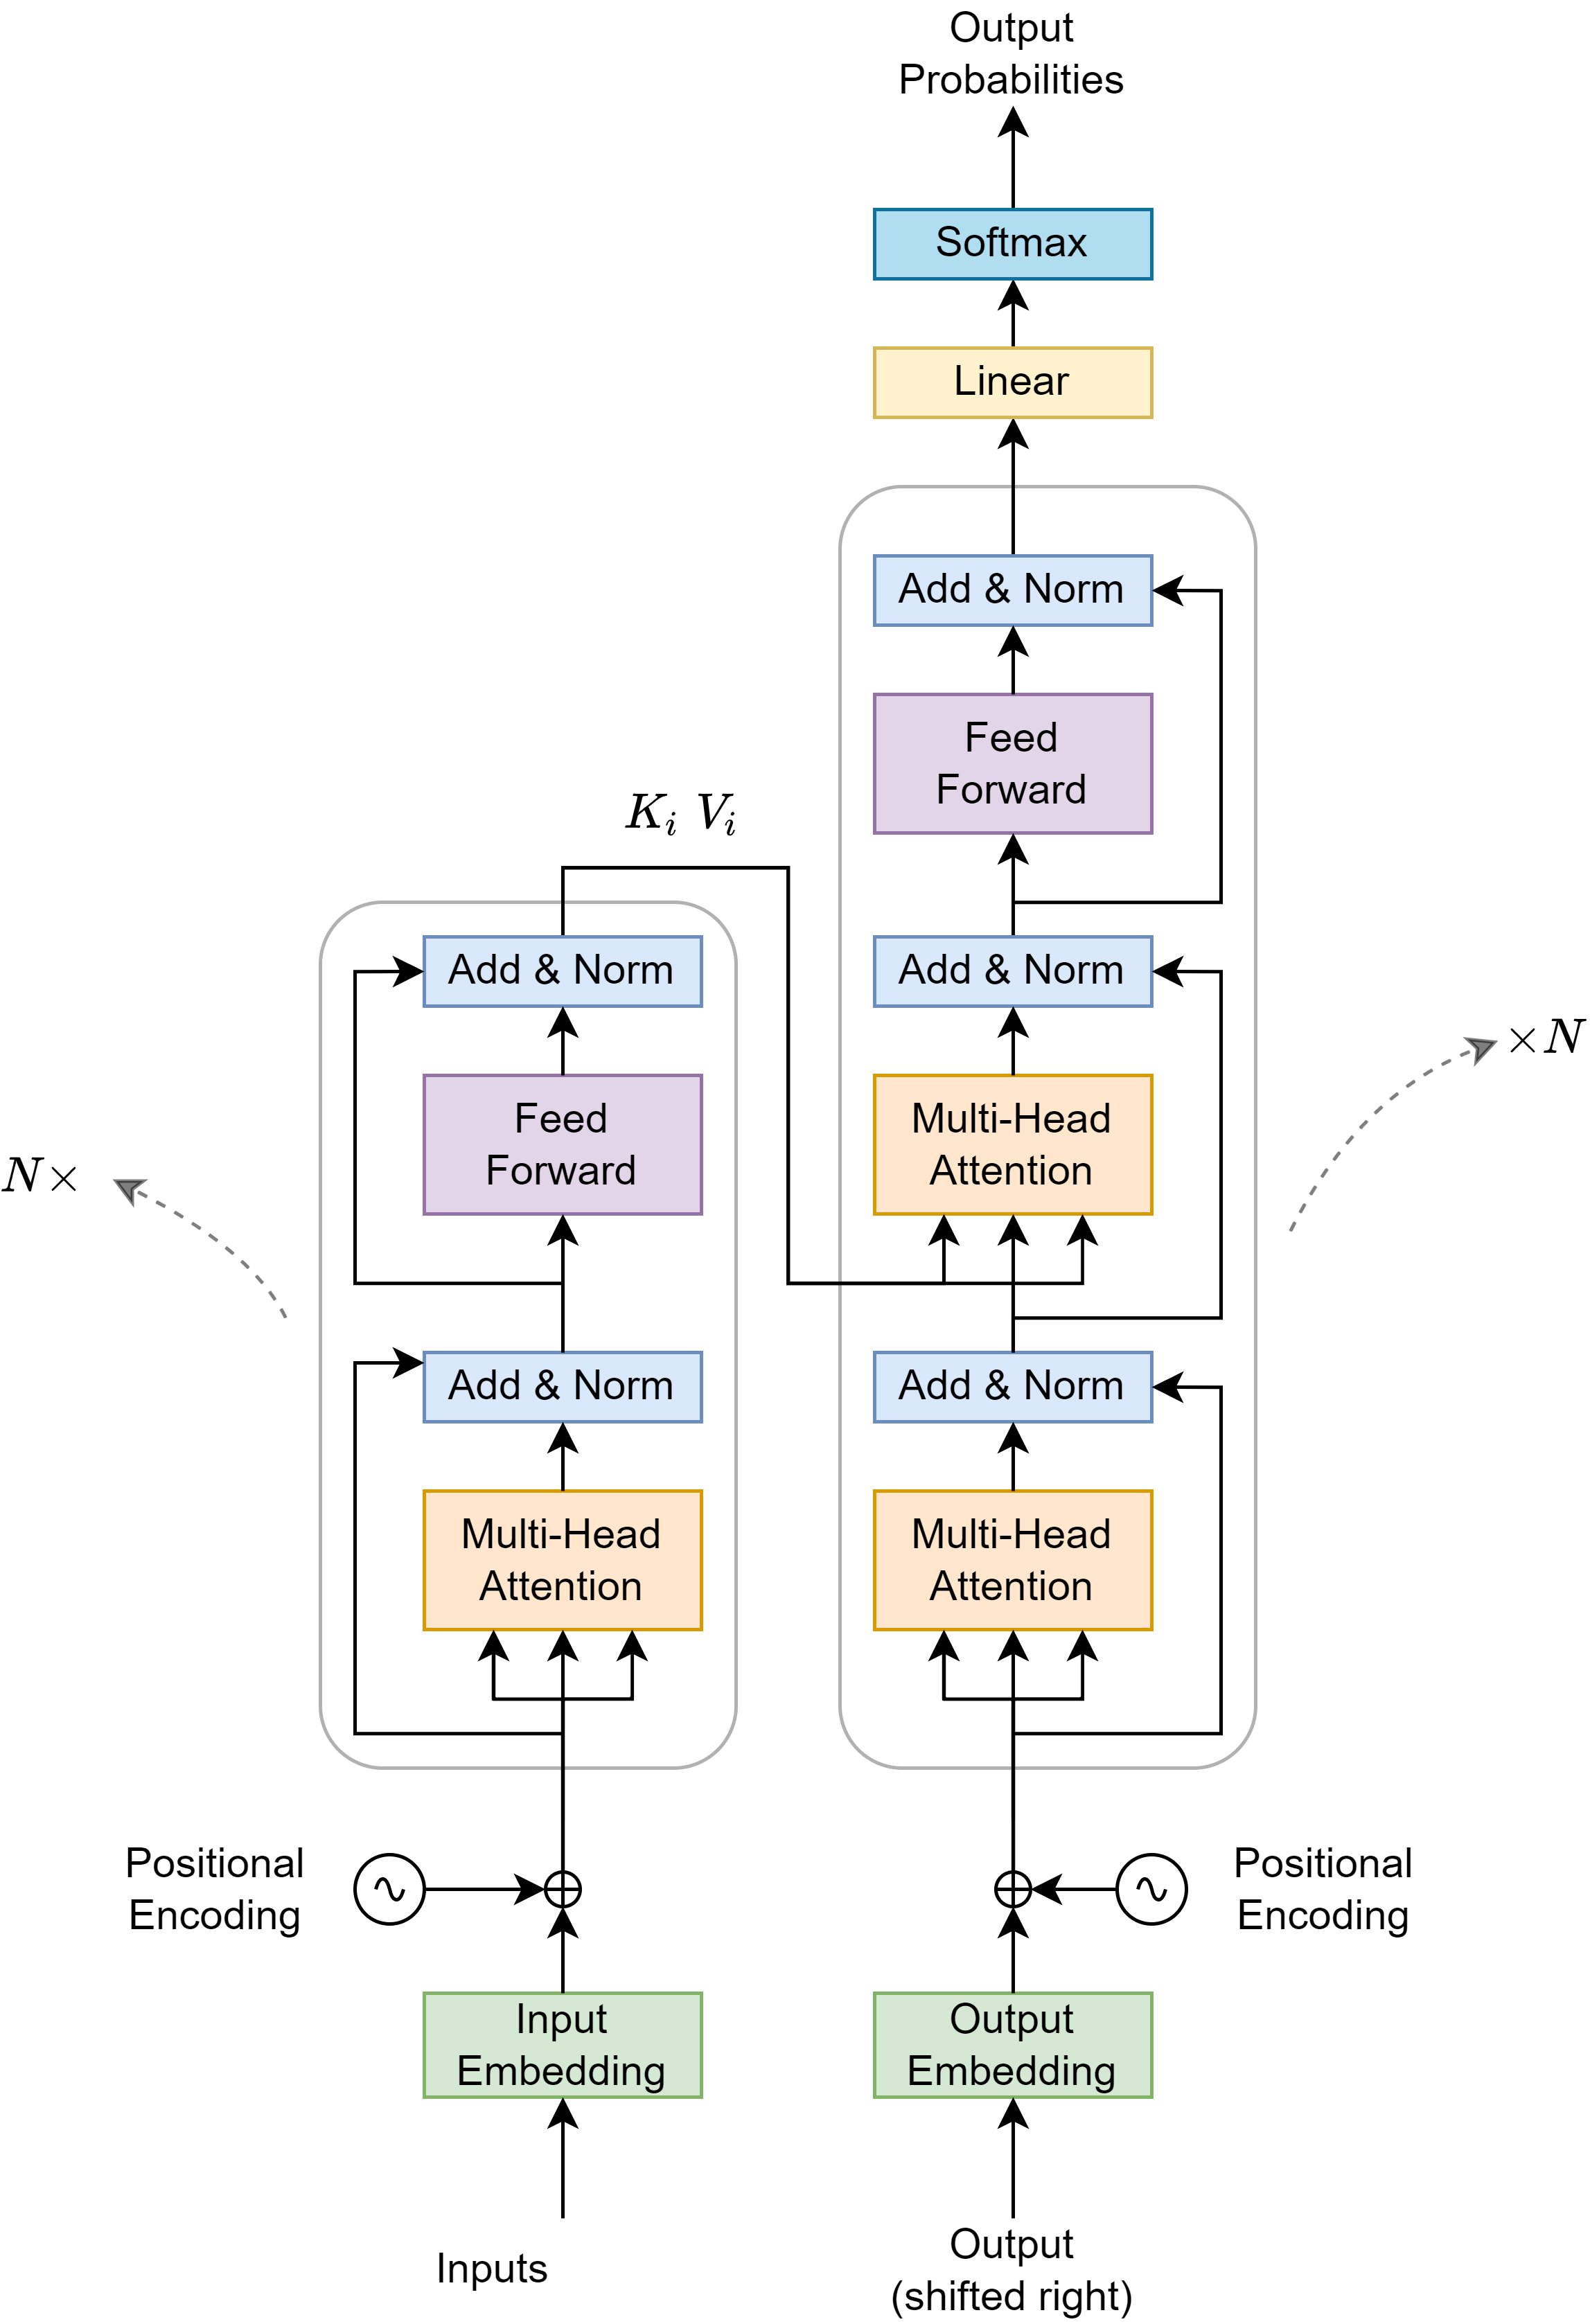 Output
Probabilities
Softmax
Linear
Add & Norm
Feed
Forward
K_i V_i
Add & Norm
Add & Norm
×N
Feed
Forward
Multi-Head
Attention
N×
Add & Norm
Add & Norm
Multi-Head
Attention
Multi-Head
Attention
Positional
Encoding
Positional
Encoding
Input
Embedding
Output
Embedding
Inputs
Output
(shifted right)